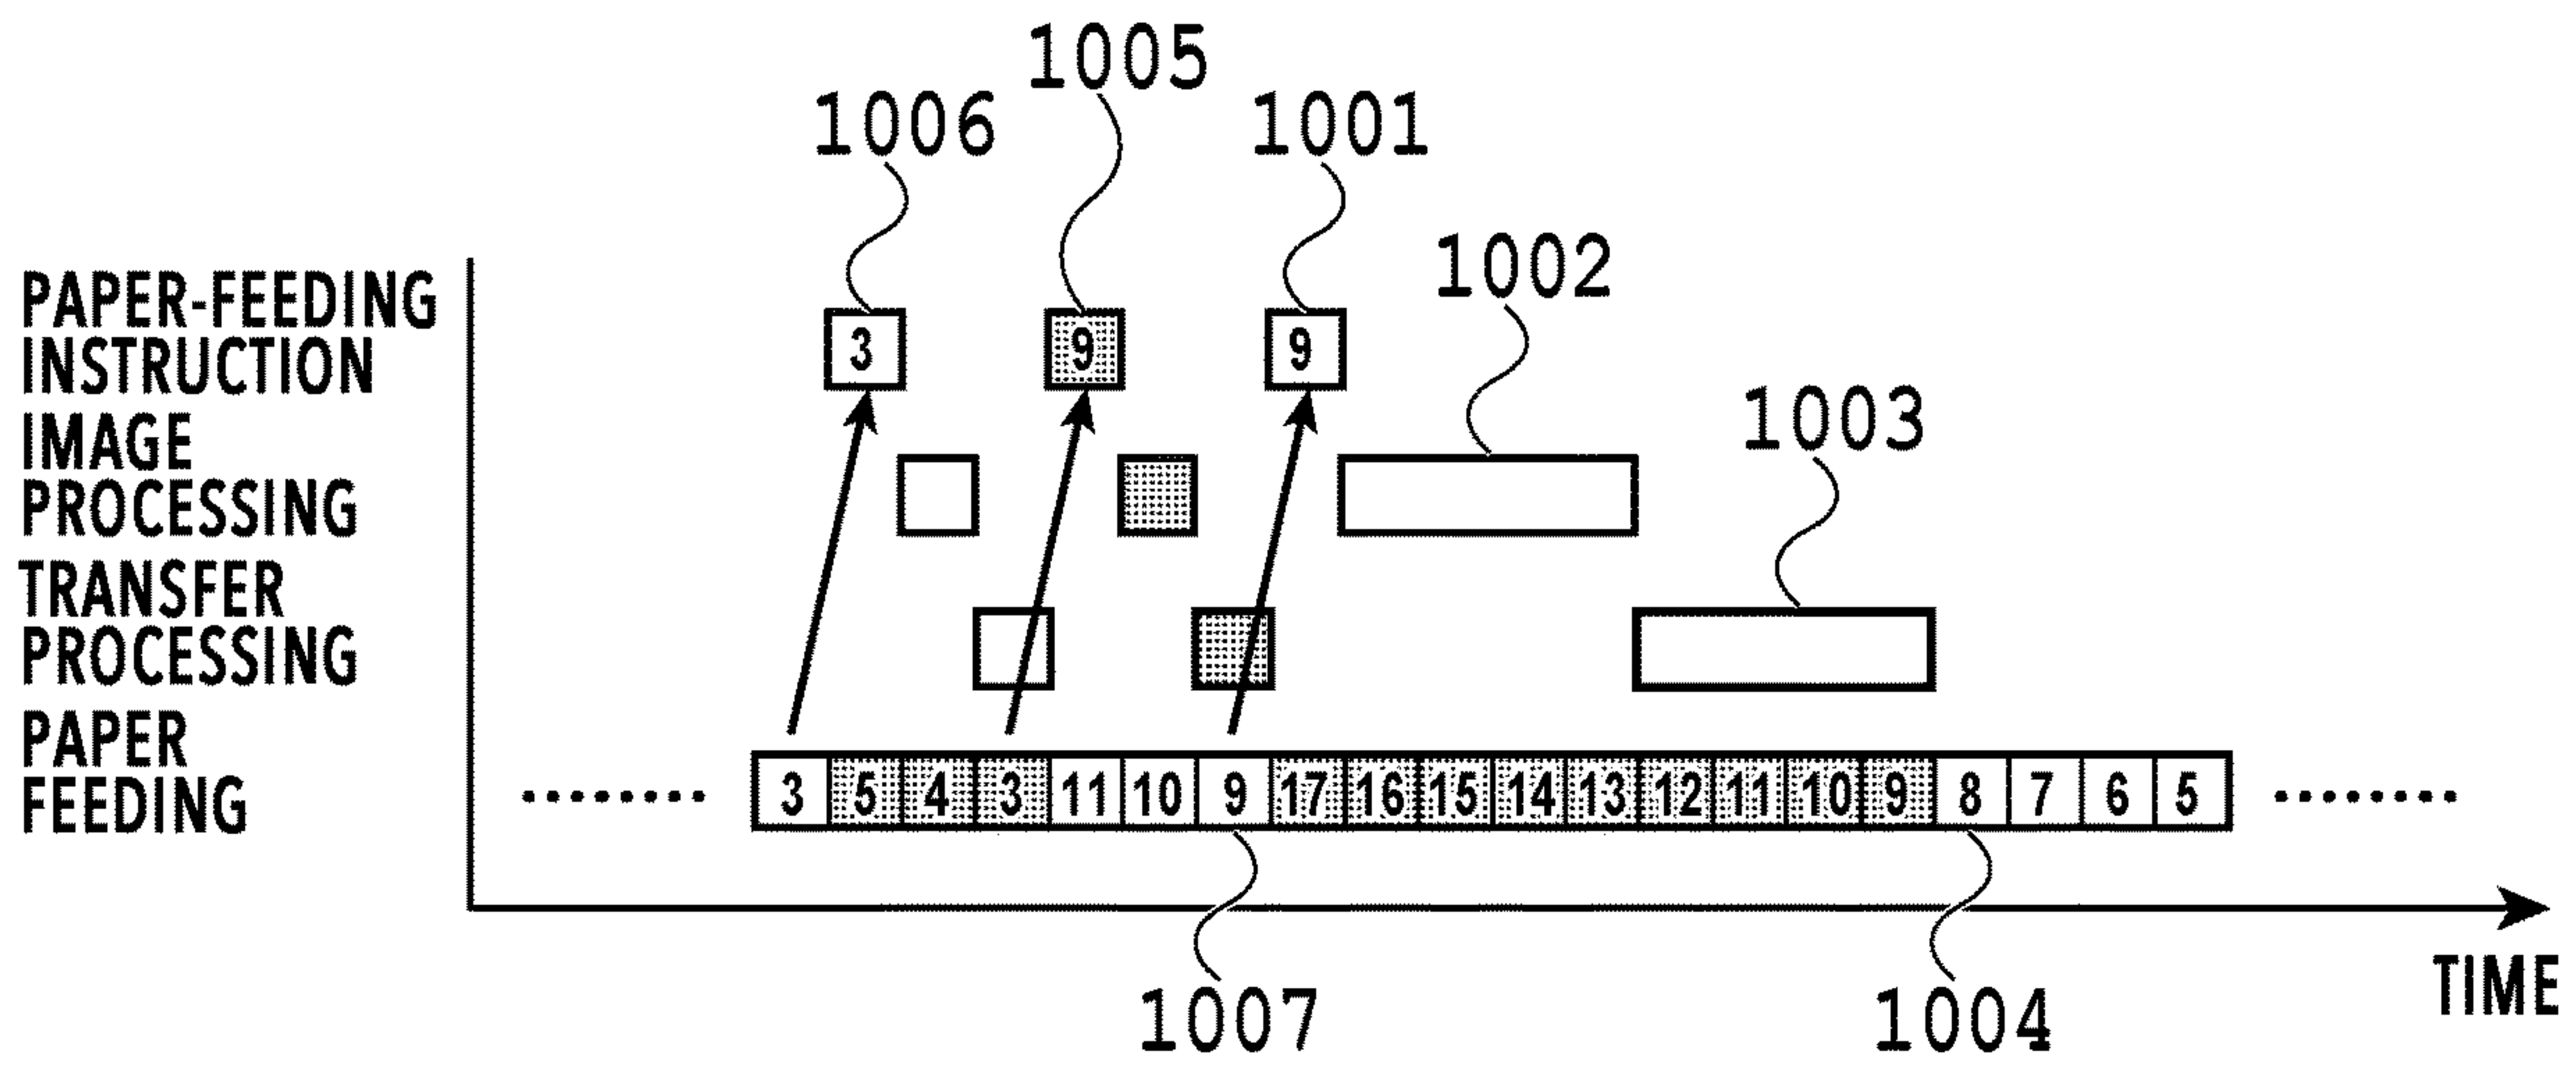 1005
1006
1001
1002
PAPER-FEEDING
INSTRUCTION
3
9
9
1003
IMAGE
PROCESSING
TRANSFER
PROCESSING
PAPER
FEEDING
3 5 4 3 11 10 9 17 16 15 14 13 12 11 10 9 8 7 6 5
TIME
1007
1004